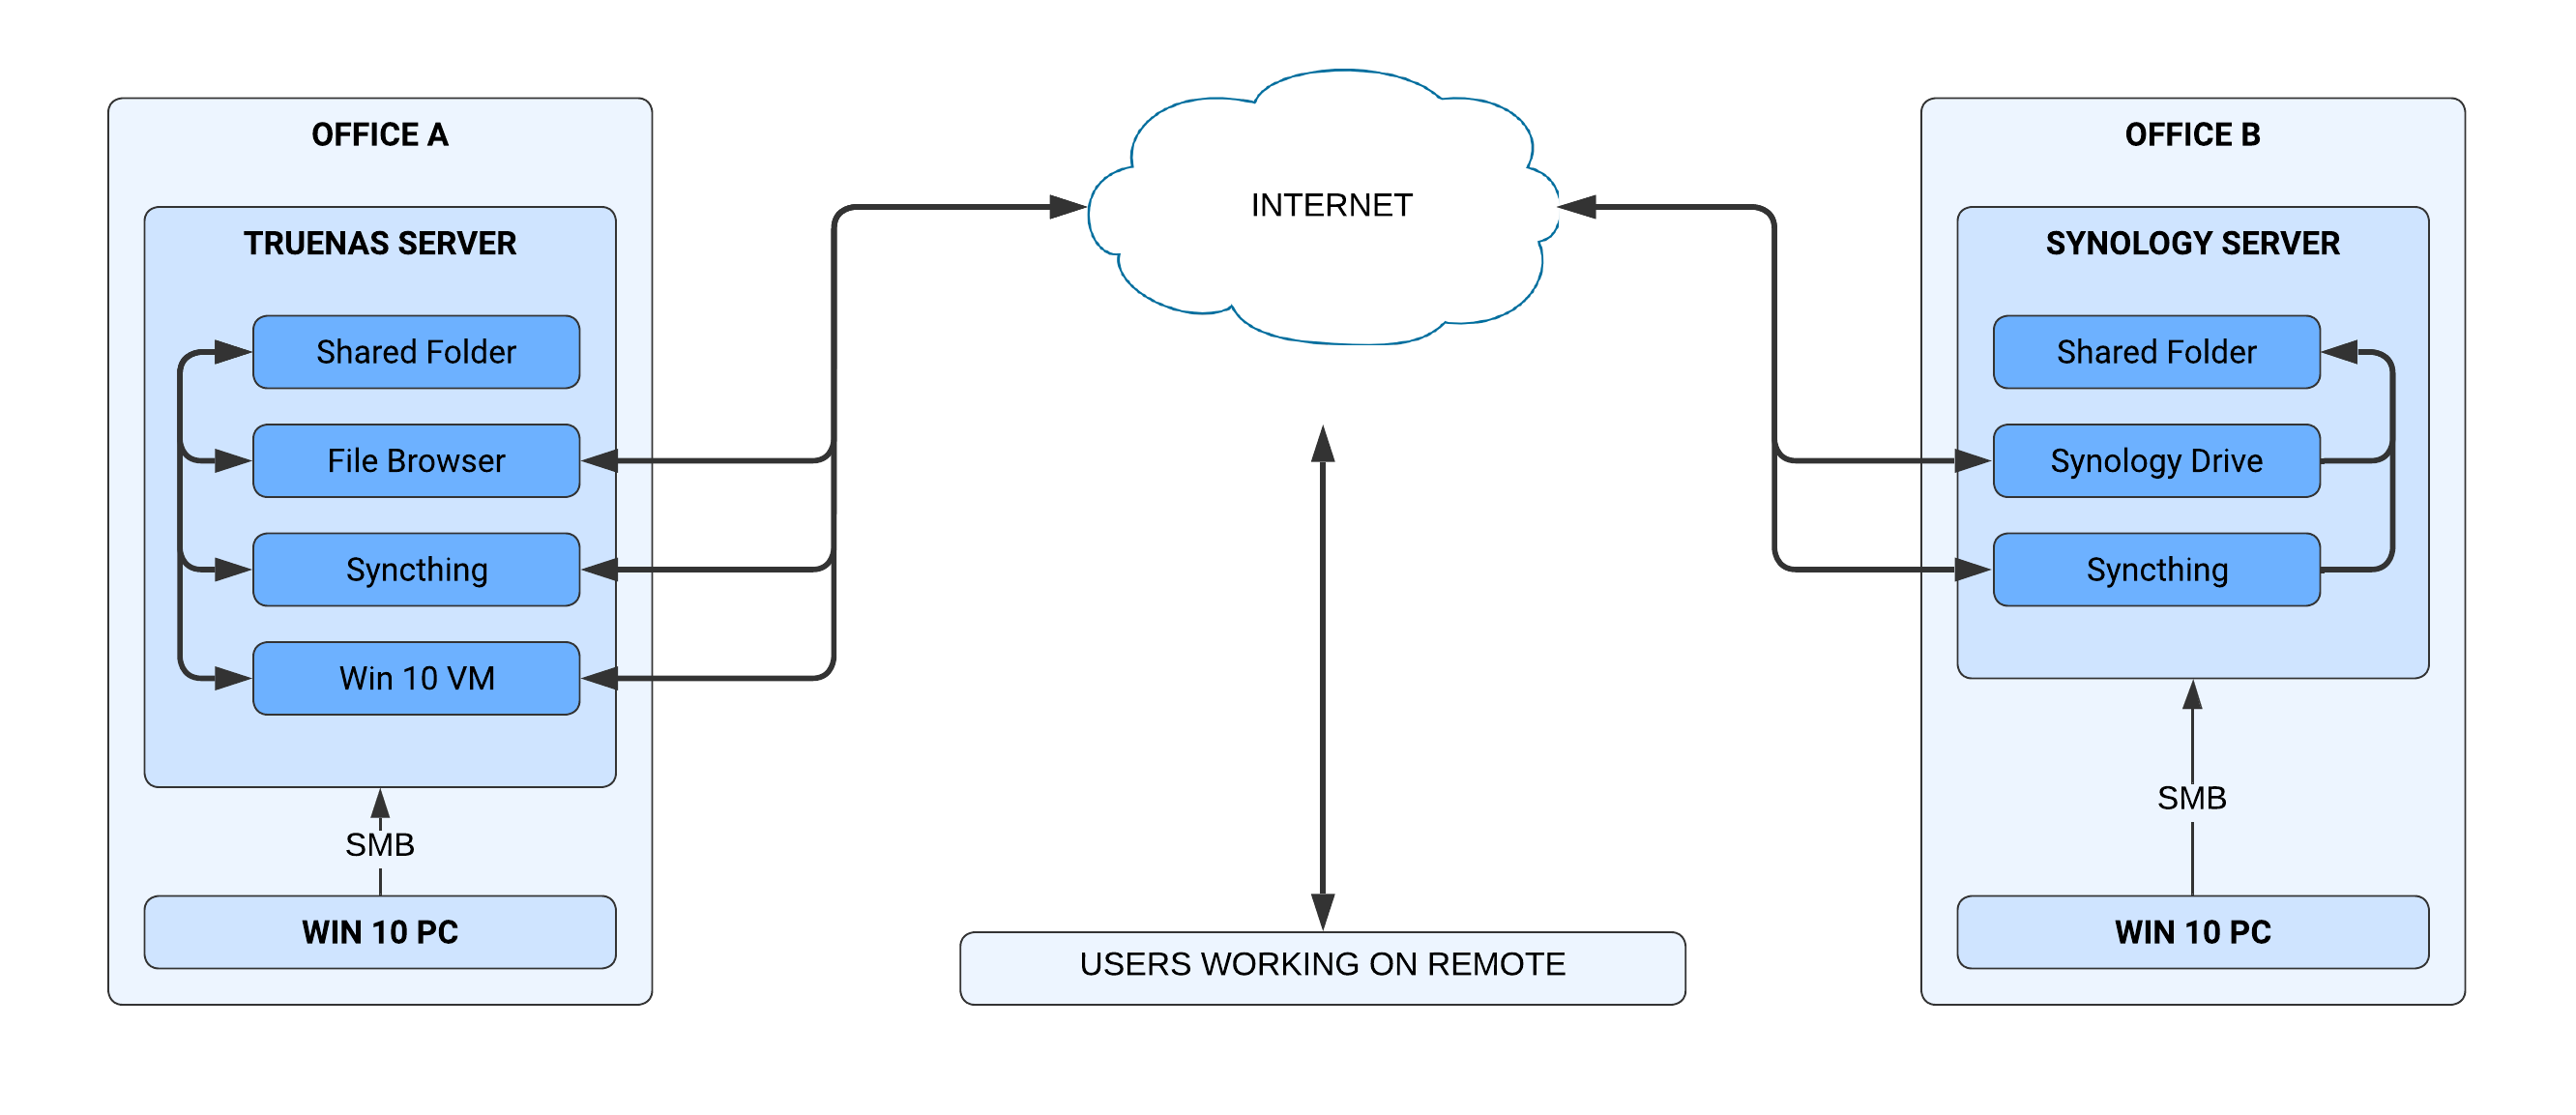 OFFICE A
TRUENAS SERVER
Shared Folder
File Browser
Syncthing
Win 10 VM
SMB
WIN 10 PC
INTERNET
USERS WORKING ON REMOTE
OFFICE B
SYNOLOGY SERVER
Shared Folder
Synology Drive
Syncthing
SMB
WIN 10 PC